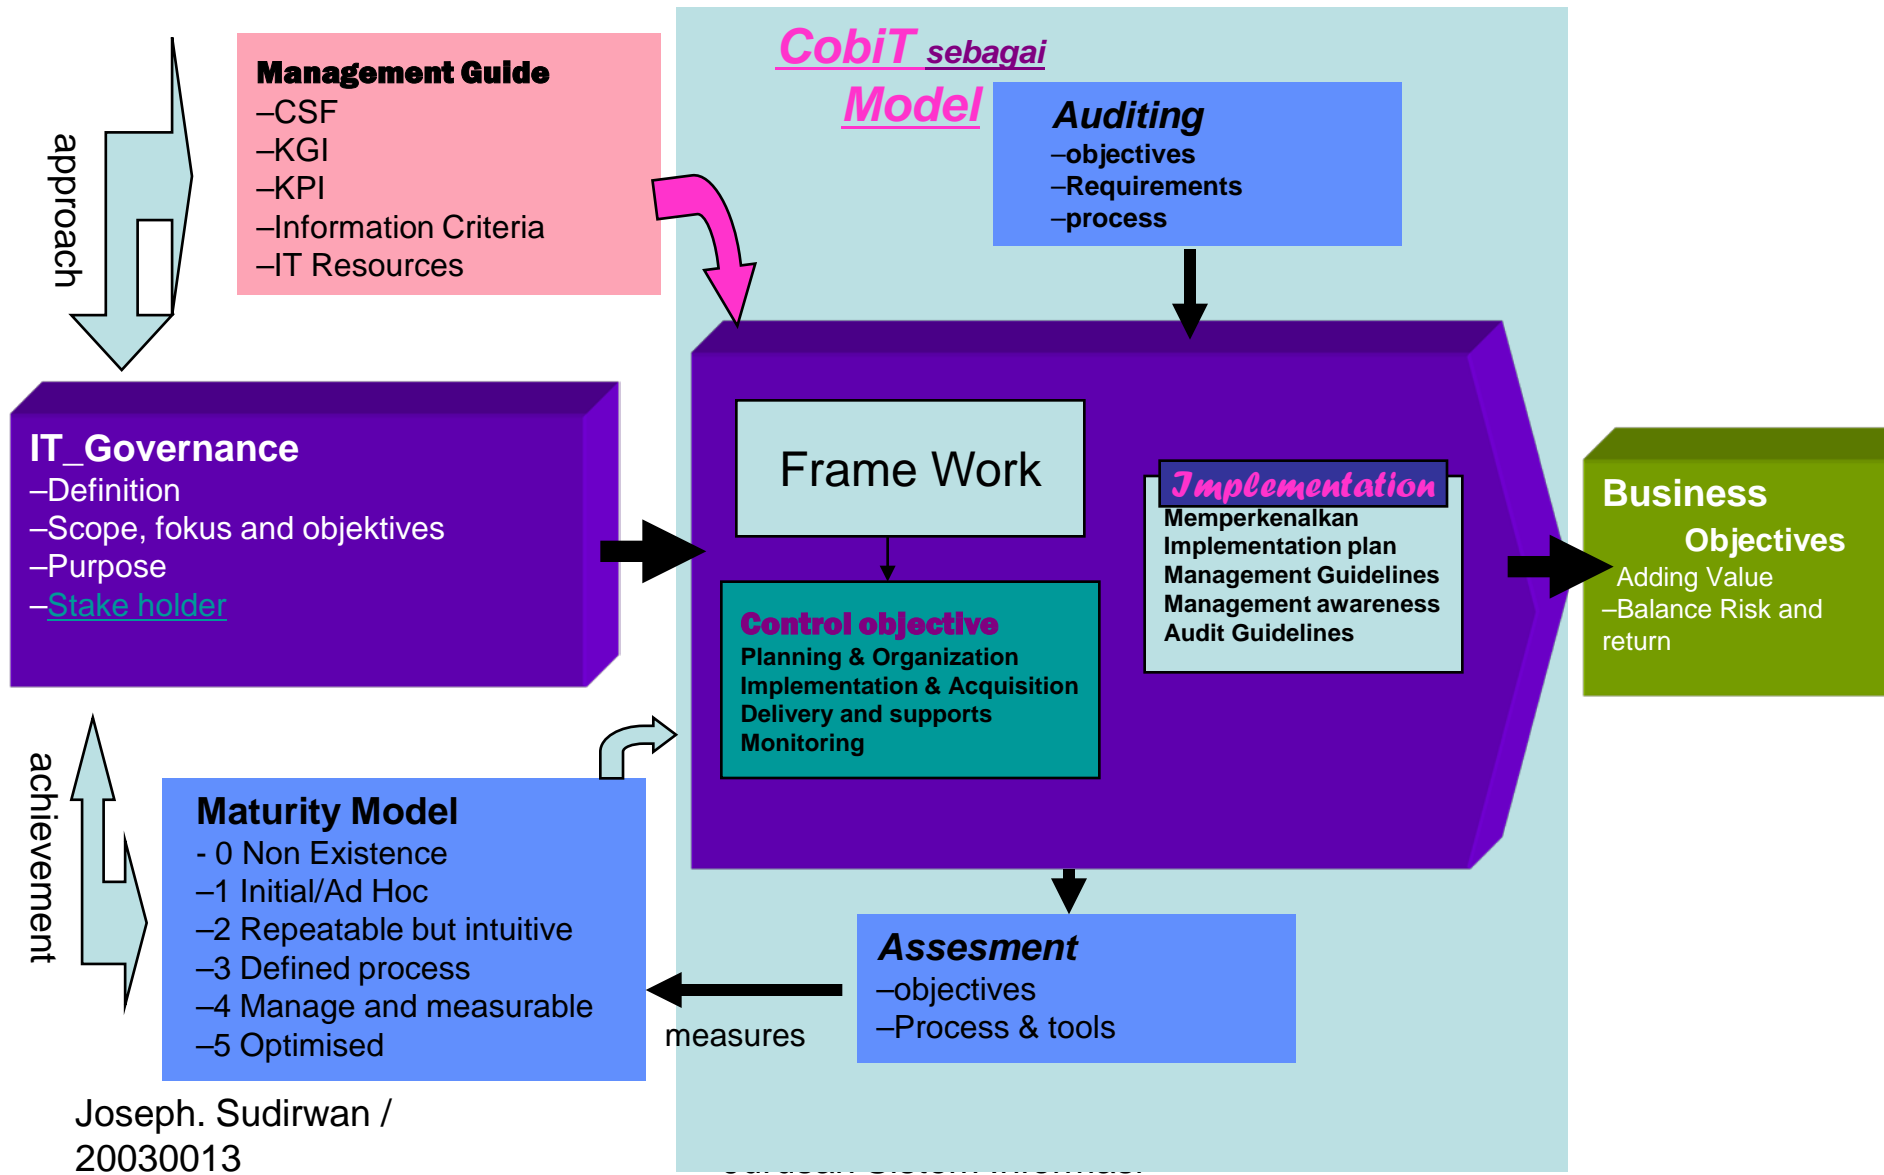 CobiT sebagai
Model
Management Guide
–CSF
–KGI
–KPI
–Information Criteria
–IT Resources
Auditing
–objectives
–Requirements
–process
approach
IT_Governance
–Definition
–Scope, fokus and objektives
–Purpose
–Stake holder
Frame Work
Control objective
Planning & Organization
Implementation & Acquisition
Delivery and supports
Monitoring
Implementation
Memperkenalkan
Implementation plan
Management Guidelines
Management awareness
Audit Guidelines
Business
Objectives
Adding Value
–Balance Risk and
return
achievement
Maturity Model
- 0 Non Existence
–1 Initial/Ad Hoc
–2 Repeatable but intuitive
–3 Defined process
–4 Manage and measurable
–5 Optimised
measures
Assesment
–objectives
–Process & tools
Joseph. Sudirwan /
20030013